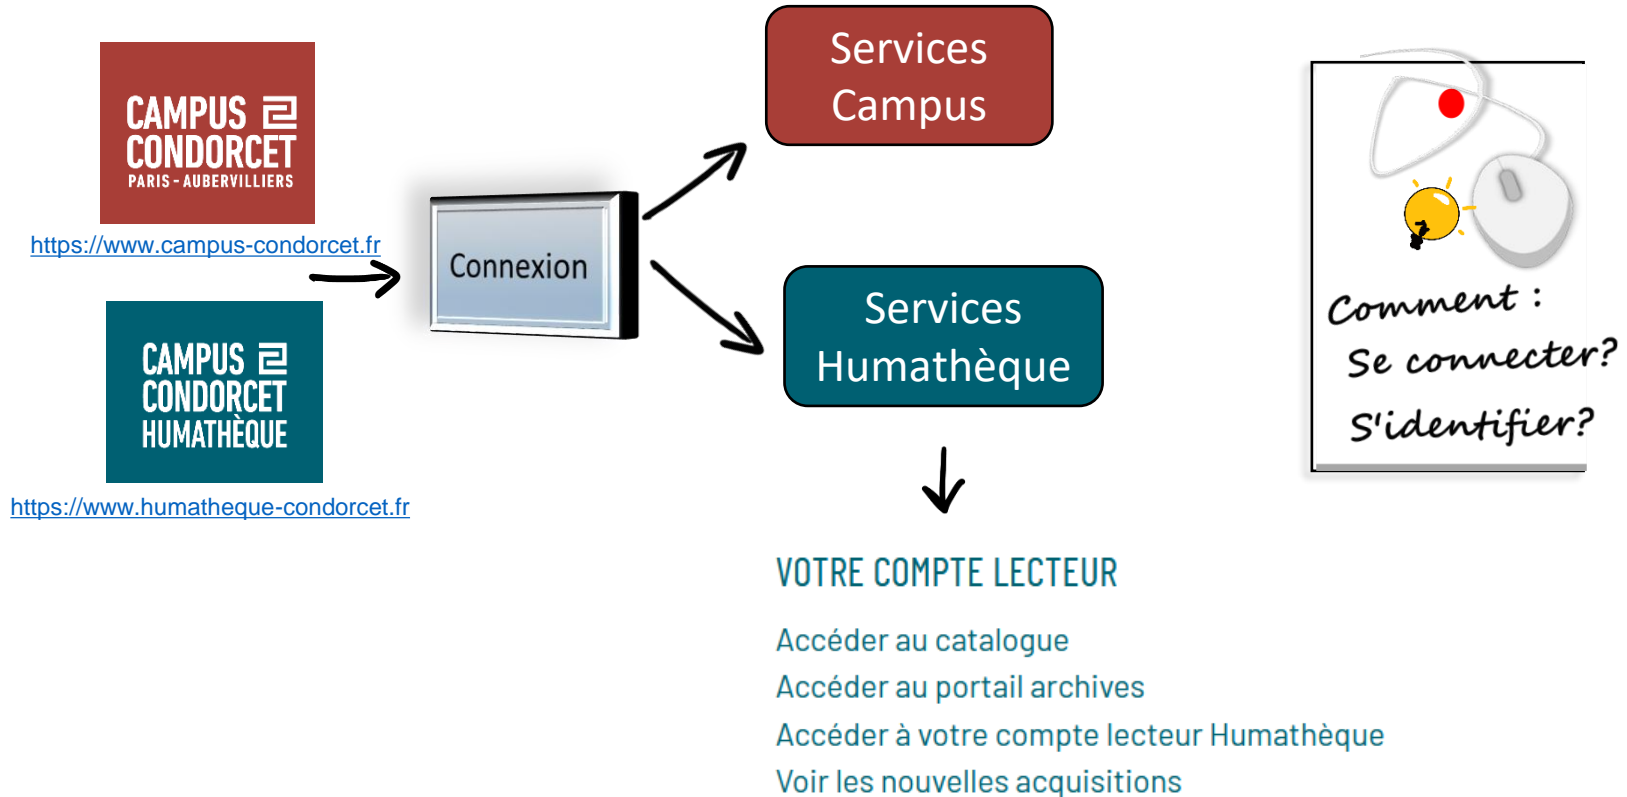 CAMPUS
CONDORCET
PARIS - AUBERVILLIERS
https://www.campus-condorcet.fr
CAMPUS
CONDORCET
HUMATHÈQUE
https://www.humatheque-condorcet.fr
Connexion
Services
Campus
Services
Humathèque
VOTRE COMPTE LECTEUR
Accéder au catalogue
Accéder au portail archives
Accéder à votre compte lecteur Humathèque
Voir les nouvelles acquisitions
Comment :
Se connecter?
S'identifier?